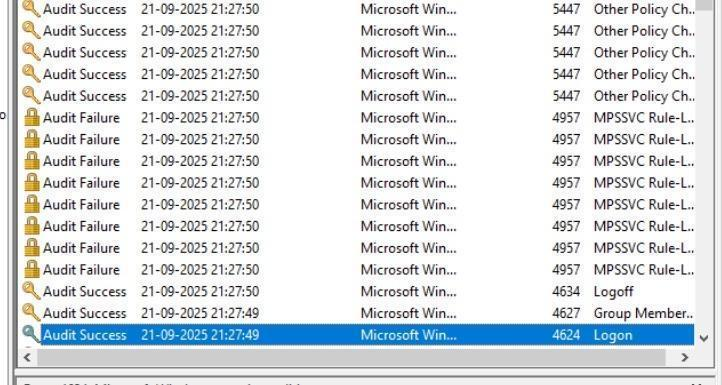 Audit Success 21-09-2025 21:27:50 Microsoft Win... 5447 Other Policy Ch...
Audit Success 21-09-2025 21:27:50 Microsoft Win... 5447 Other Policy Ch...
Audit Success 21-09-2025 21:27:50 Microsoft Win... 5447 Other Policy Ch...
Audit Success 21-09-2025 21:27:50 Microsoft Win... 5447 Other Policy Ch...
Audit Success 21-09-2025 21:27:50 Microsoft Win... 5447 Other Policy Ch...
Audit Failure 21-09-2025 21:27:50 Microsoft Win... 4957 MPSSVC Rule-L...
Audit Failure 21-09-2025 21:27:50 Microsoft Win... 4957 MPSSVC Rule-L...
Audit Failure 21-09-2025 21:27:50 Microsoft Win... 4957 MPSSVC Rule-L...
Audit Failure 21-09-2025 21:27:50 Microsoft Win... 4957 MPSSVC Rule-L...
Audit Failure 21-09-2025 21:27:50 Microsoft Win... 4957 MPSSVC Rule-L...
Audit Failure 21-09-2025 21:27:50 Microsoft Win... 4957 MPSSVC Rule-L...
Audit Failure 21-09-2025 21:27:50 Microsoft Win... 4957 MPSSVC Rule-L...
Audit Failure 21-09-2025 21:27:50 Microsoft Win... 4957 MPSSVC Rule-L...
Audit Success 21-09-2025 21:27:50 Microsoft Win... 4634 Logoff
Audit Success 21-09-2025 21:27:49 Microsoft Win... 4627 Group Member...
Audit Success 21-09-2025 21:27:49 Microsoft Win... 4624 Logon